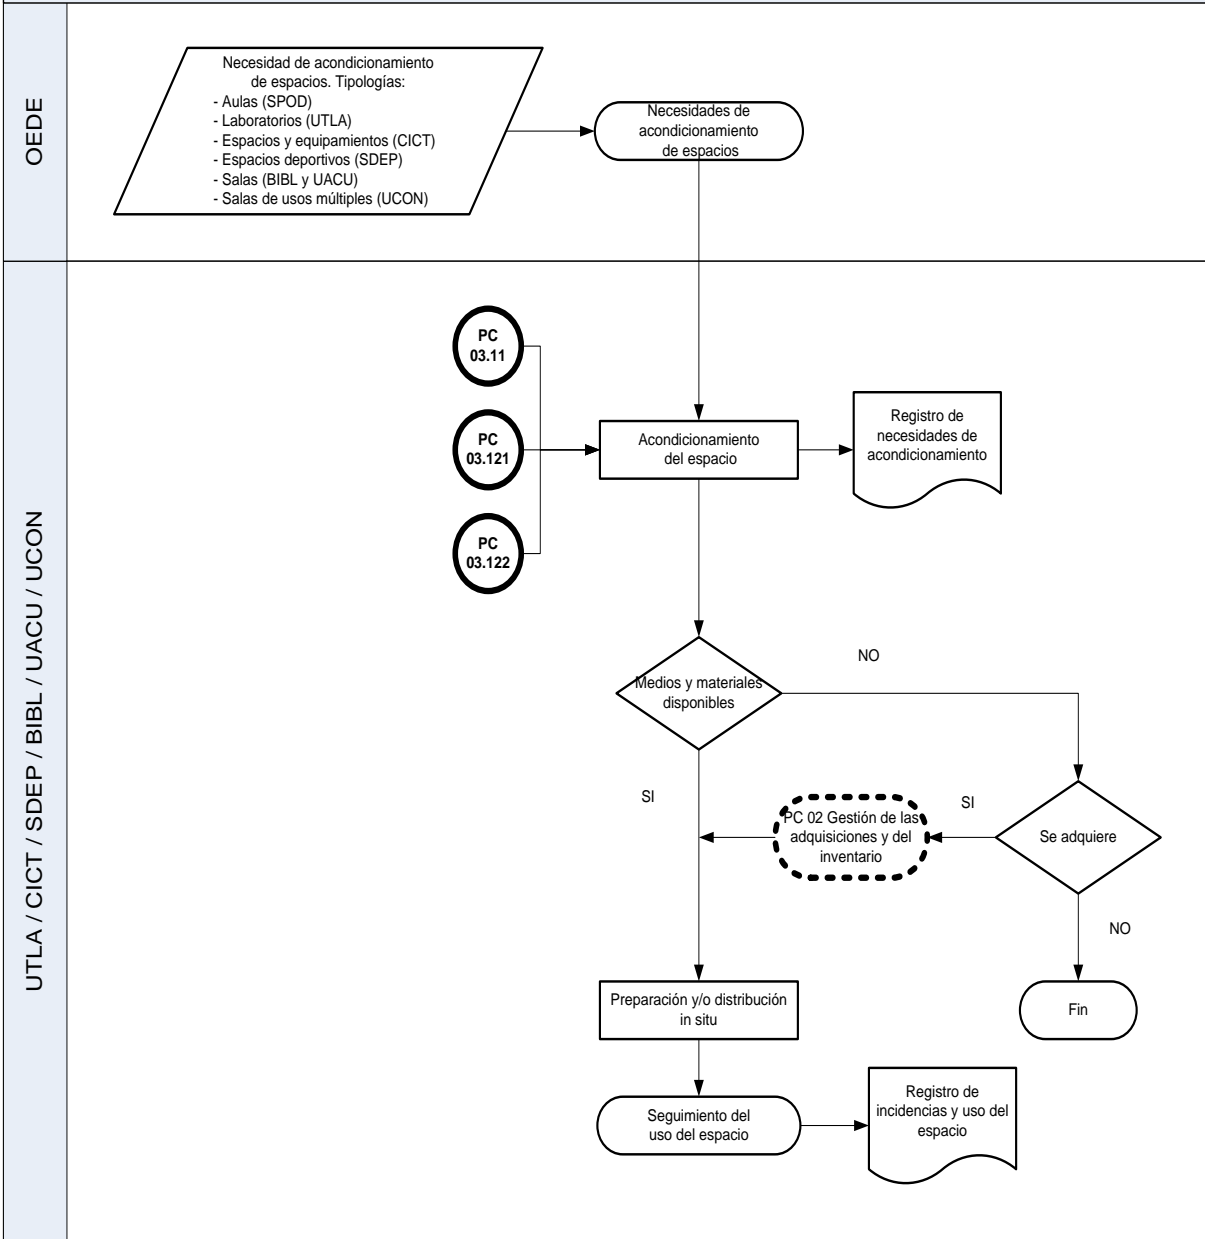 OEDE
Necesidad de acondicionamiento
de espacios. Tipologías:
- Aulas (SPOD)
- Laboratorios (UTLA)
- Espacios y equipamientos (CICT)
- Espacios deportivos (SDEP)
- Salas (BIBL y UACU)
- Salas de usos múltiples (UCON)
Necesidades de
acondicionamiento
de espacios
UTLA / CICT / SDEP / BIBL / UACU / UCON
PC
03.11
PC
03.121
PC
03.122
Acondicionamiento
del espacio
Registro de
necesidades de
acondicionamiento
Medios y materiales
disponibles
NO
SI
PC 02 Gestión de las
adquisiciones y del
inventario
SI
Se adquiere
NO
Preparación y/o distribución
in situ
Fin
Seguimiento del
uso del espacio
Registro de
incidencias y uso del
espacio